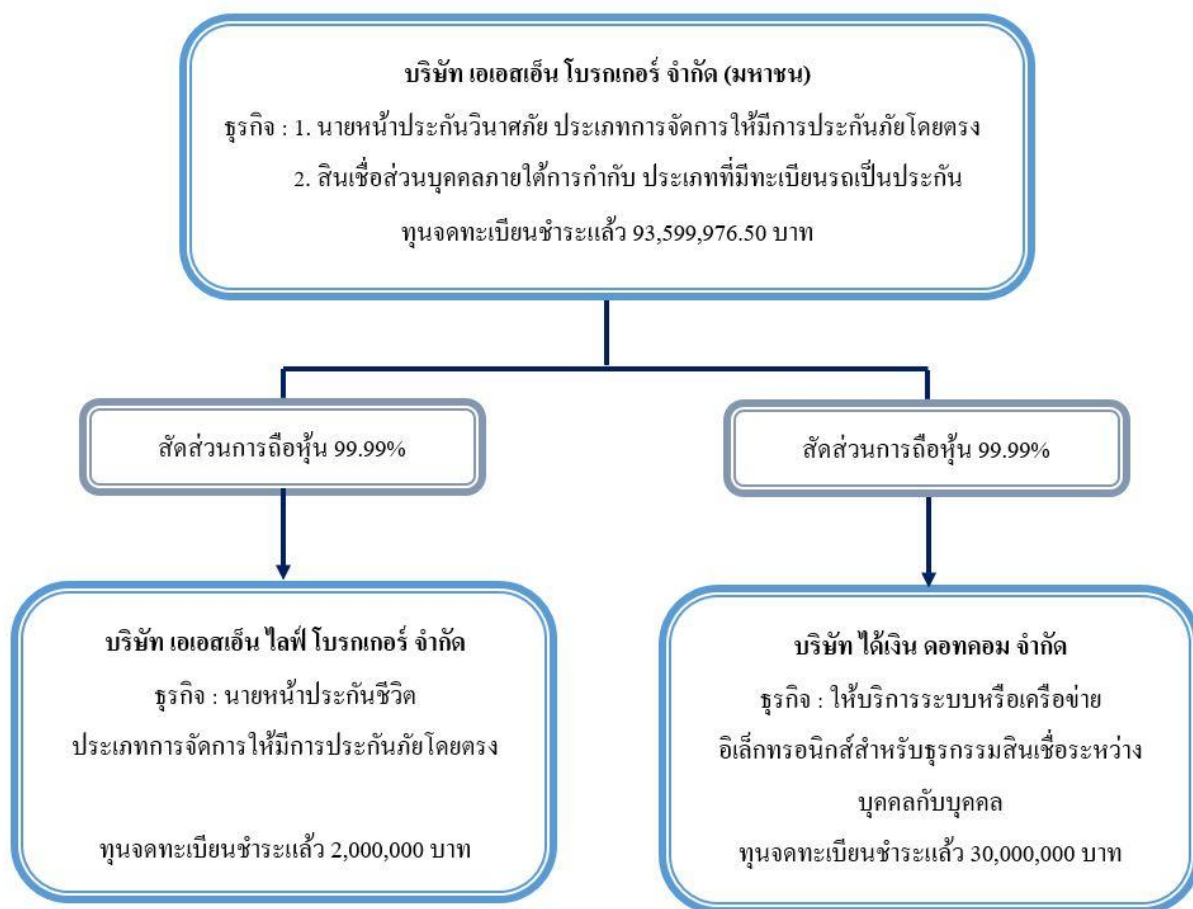 บริษัท เอเอสเอ็น โบรกเกอร์ จำกัด (มหาชน)
ธุรกิจ : 1. นายหน้าประกันวินาศภัย ประเภทการจัดการให้มีการประกันภัยโดยตรง
2. สินเชื่อส่วนบุคคลภายใต้การกำกับ ประเภทที่มีทะเบียนรถเป็นประกัน
ทุนจดทะเบียนชำระแล้ว 93,599,976.50 บาท
สัดส่วนการถือหุ้น 99.99%
สัดส่วนการถือหุ้น 99.99%
บริษัท เอเอสเอ็น ไลฟ์ โบรกเกอร์ จำกัด
ธุรกิจ : นายหน้าประกันชีวิต
ประเภทการจัดการให้มีการประกันภัยโดยตรง
ทุนจดทะเบียนชำระแล้ว 2,000,000 บาท
บริษัท ได้เงิน ดอทคอม จำกัด
ธุรกิจ : ให้บริการระบบหรือเครือข่าย
อิเล็กทรอนิกส์สำหรับธุรกรรมสินเชื่อระหว่าง
บุคคลกับบุคคล
ทุนจดทะเบียนชำระแล้ว 30,000,000 บาท